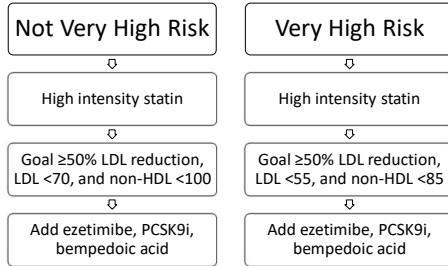 Not Very High Risk
High intensity statin
Goal ≥50% LDL reduction,
LDL <70, and non-HDL <100
Add ezetimibe, PCSK9i,
bempedoic acid
Very High Risk
High intensity statin
Goal ≥50% LDL reduction,
LDL <55, and non-HDL <85
Add ezetimibe, PCSK9i,
bempedoic acid